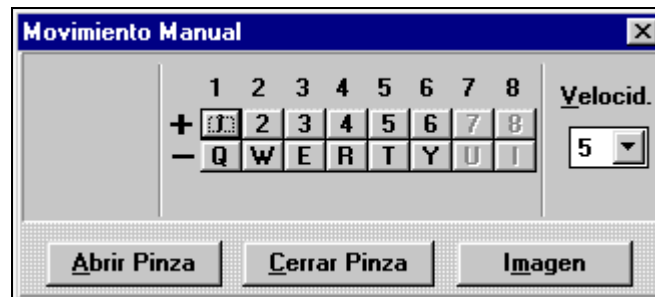 Movimiento Manual
1 2 3 4 5 6 7 8
Velocid.
+ 1 2 3 4 5 6 7 8
− Q W E R T Y U I
5
Abrir Pinza Cerrar Pinza Imagen